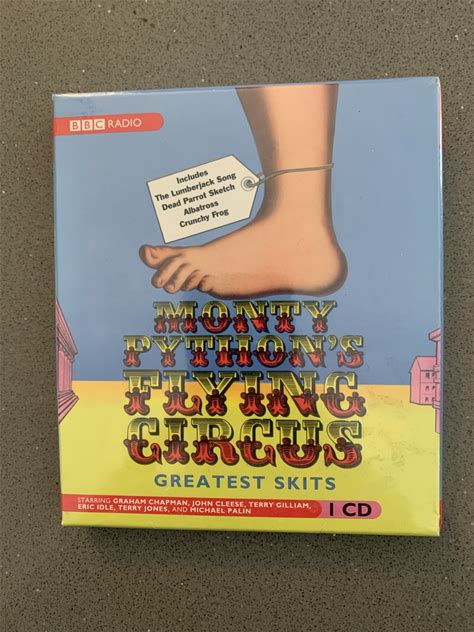 BBC RADIO
Includes
The Lumberjack Song
Dead Parrot Sketch
Albatross
Crunchy Frog
MONTY
PYTHON'S
FLYING
CIRCUS
GREATEST SKITS
STARRING GRAHAM CHAPMAN, JOHN CLEESE, TERRY GILLIAM,
ERIC IDLE, TERRY JONES, AND MICHAEL PALIN
1 CD